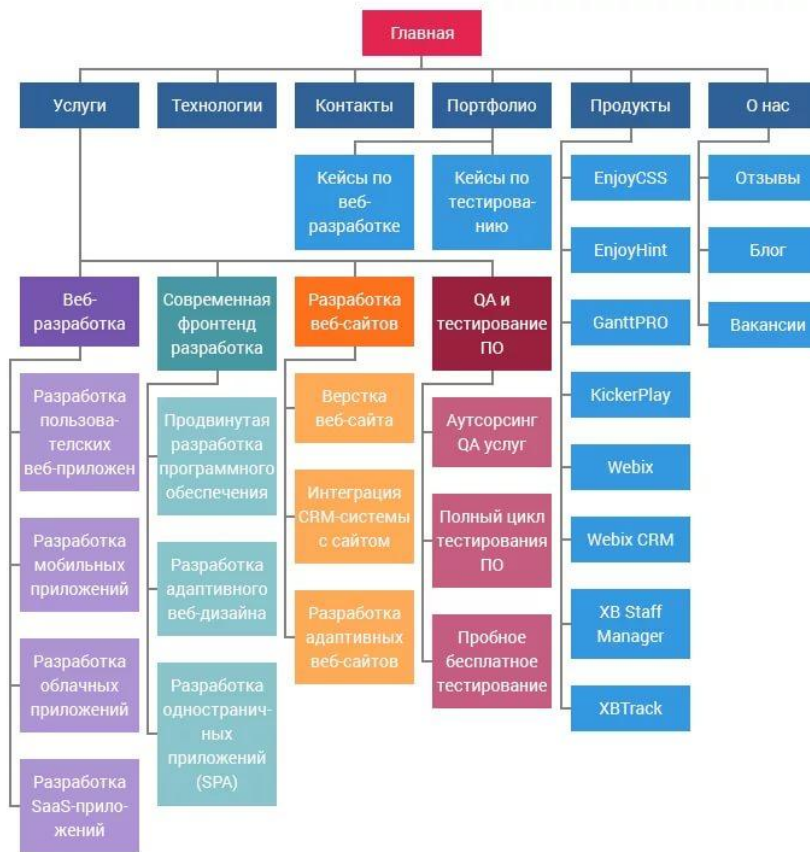 Главная
Услуги
Технологии
Контакты
Портфолио
Продукты
О нас
Кейсы по
веб-
разработке
Кейсы по
тестирова-
нию
EnjoyCSS
EnjoyHint
GanttPRO
KickerPlay
Webix
Webix CRM
XB Staff
Manager
XBTrack
Отзывы
Блог
Вакансии
Веб-
разработка
Разработка
пользова-
телских
веб-приложен
Разработка
мобильных
приложений
Разработка
облачных
приложений
Разработка
SaaS-прило-
жений
Современная
фронтенд
разработка
Продвинутая
разработка
программного
обеспечения
Разработка
адаптивного
веб-дизайна
Разработка
одностранич-
ных
приложений
(SPA)
Разработка
веб-сайтов
Верстка
веб-сайта
Интеграция
CRM-системы
с сайтом
Разработка
адаптивных
веб-сайтов
QA и
тестирование
ПО
Аутсорсинг
QA услуг
Полный цикл
тестирования
ПО
Пробное
бесплатное
тестирование